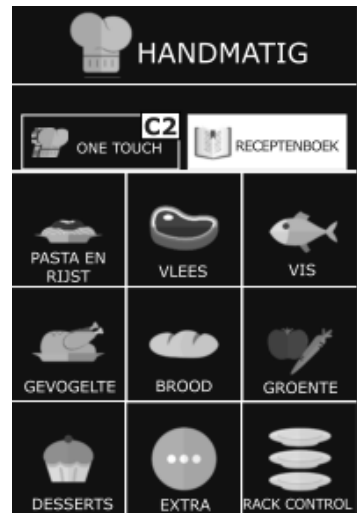 HANDMATIG
C2
ONE TOUCH
RECEPTENBOEK
PASTA EN
RIJST
VLEES
VIS
GEVOGELTE
BROOD
GROENTE
DESSERTS
EXTRA
RACK CONTROL